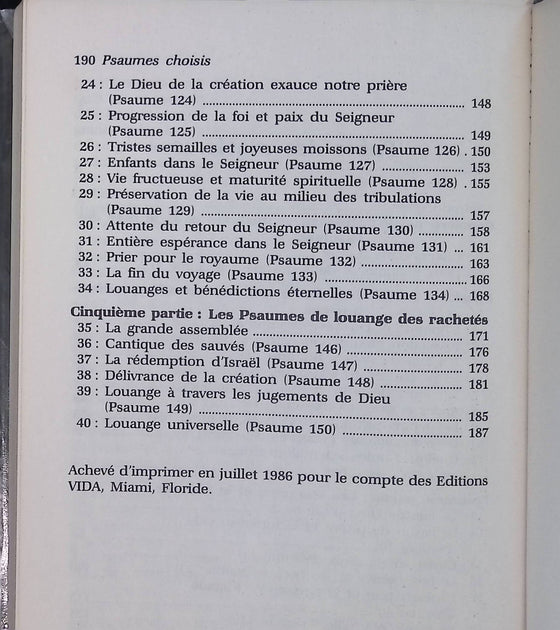 190 Psaumes choisis
24 : Le Dieu de la création exauce notre prière
(Psaume 124) ........................ 148
25 : Progression de la foi et paix du Seigneur
(Psaume 125) ........................ 149
26 : Tristes semailles et joyeuses moissons (Psaume 126) . 150
27 : Enfants dans le Seigneur (Psaume 127) ........................ 153
28 : Vie fructueuse et maturité spirituelle (Psaume 128) . 155
29 : Préservation de la vie au milieu des tribulations
(Psaume 129) ........................ 157
30 : Attente du retour du Seigneur (Psaume 130) ............ 158
31 : Entière espérance dans le Seigneur (Psaume 131) ... 161
32 : Prier pour le royaume (Psaume 132) ........................ 163
33 : La fin du voyage (Psaume 133) ........................ 166
34 : Louanges et bénédictions éternelles (Psaume 134) ... 168
Cinquième partie : Les Psaumes de louange des rachetés
35 : La grande assemblée ........................ 171
36 : Cantique des sauvés (Psaume 146) ........................ 176
37 : La rédemption d'Israël (Psaume 147) ........................ 178
38 : Délivrance de la création (Psaume 148) ........................ 181
39 : Louange à travers les jugements de Dieu
(Psaume 149) ........................ 185
40 : Louange universelle (Psaume 150) ........................ 187
Achevé d'imprimer en juillet 1986 pour le compte des Editions
VIDA, Miami, Floride.